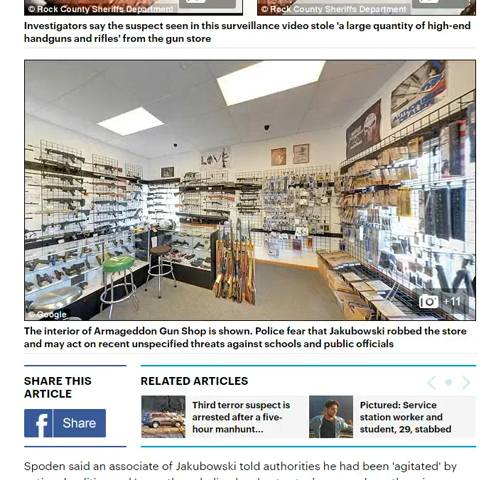 © Rock County Sheriffs Department
© Rock County Sheriffs Department
Investigators say the suspect seen in this surveillance video stole 'a large quantity of high-end
handguns and rifles' from the gun store
LOVE
AUTHORIZED
DEALER
+11
© Google
The interior of Armageddon Gun Shop is shown. Police fear that Jakubowski robbed the store
and may act on recent unspecified threats against schools and public officials
SHARE THIS
ARTICLE
Share
RELATED ARTICLES
Third terror suspect is
arrested after a five-
hour manhunt...
Pictured: Service
station worker and
student, 29, stabbed
Spoden said an associate of Jakubowski told authorities he had been 'agitated' by